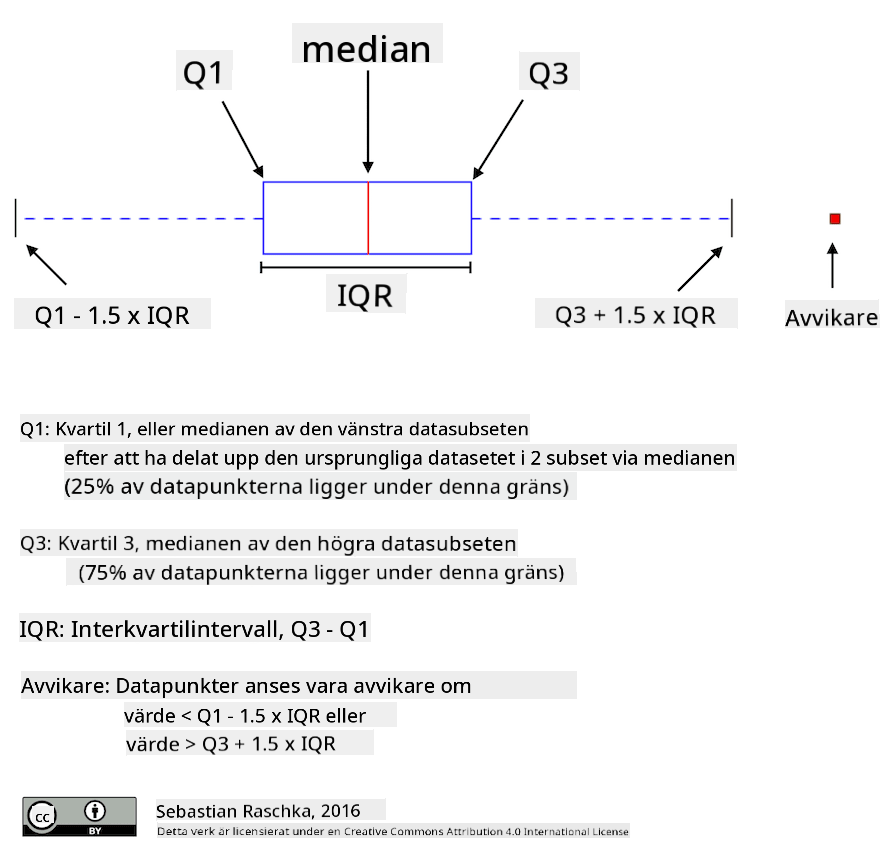 median
Q1
Q3
IQR
Q1 - 1.5 x IQR
Q3 + 1.5 x IQR
Avvikare
Q1: Kvartil 1, eller medianen av den vänstra datasubseten
efter att ha delat upp den ursprungliga datasetet i 2 subset via medianen
(25% av datapunkterna ligger under denna gräns)
Q3: Kvartil 3, medianen av den högra datasubseten
(75% av datapunkterna ligger under denna gräns)
IQR: Interkvartilintervall, Q3 - Q1
Avvikare: Datapunkter anses vara avvikare om
värde < Q1 - 1.5 x IQR eller
värde > Q3 + 1.5 x IQR
cc
BY
Sebastian Raschka, 2016
Detta verk är licensierat under en Creative Commons Attribution 4.0 International License